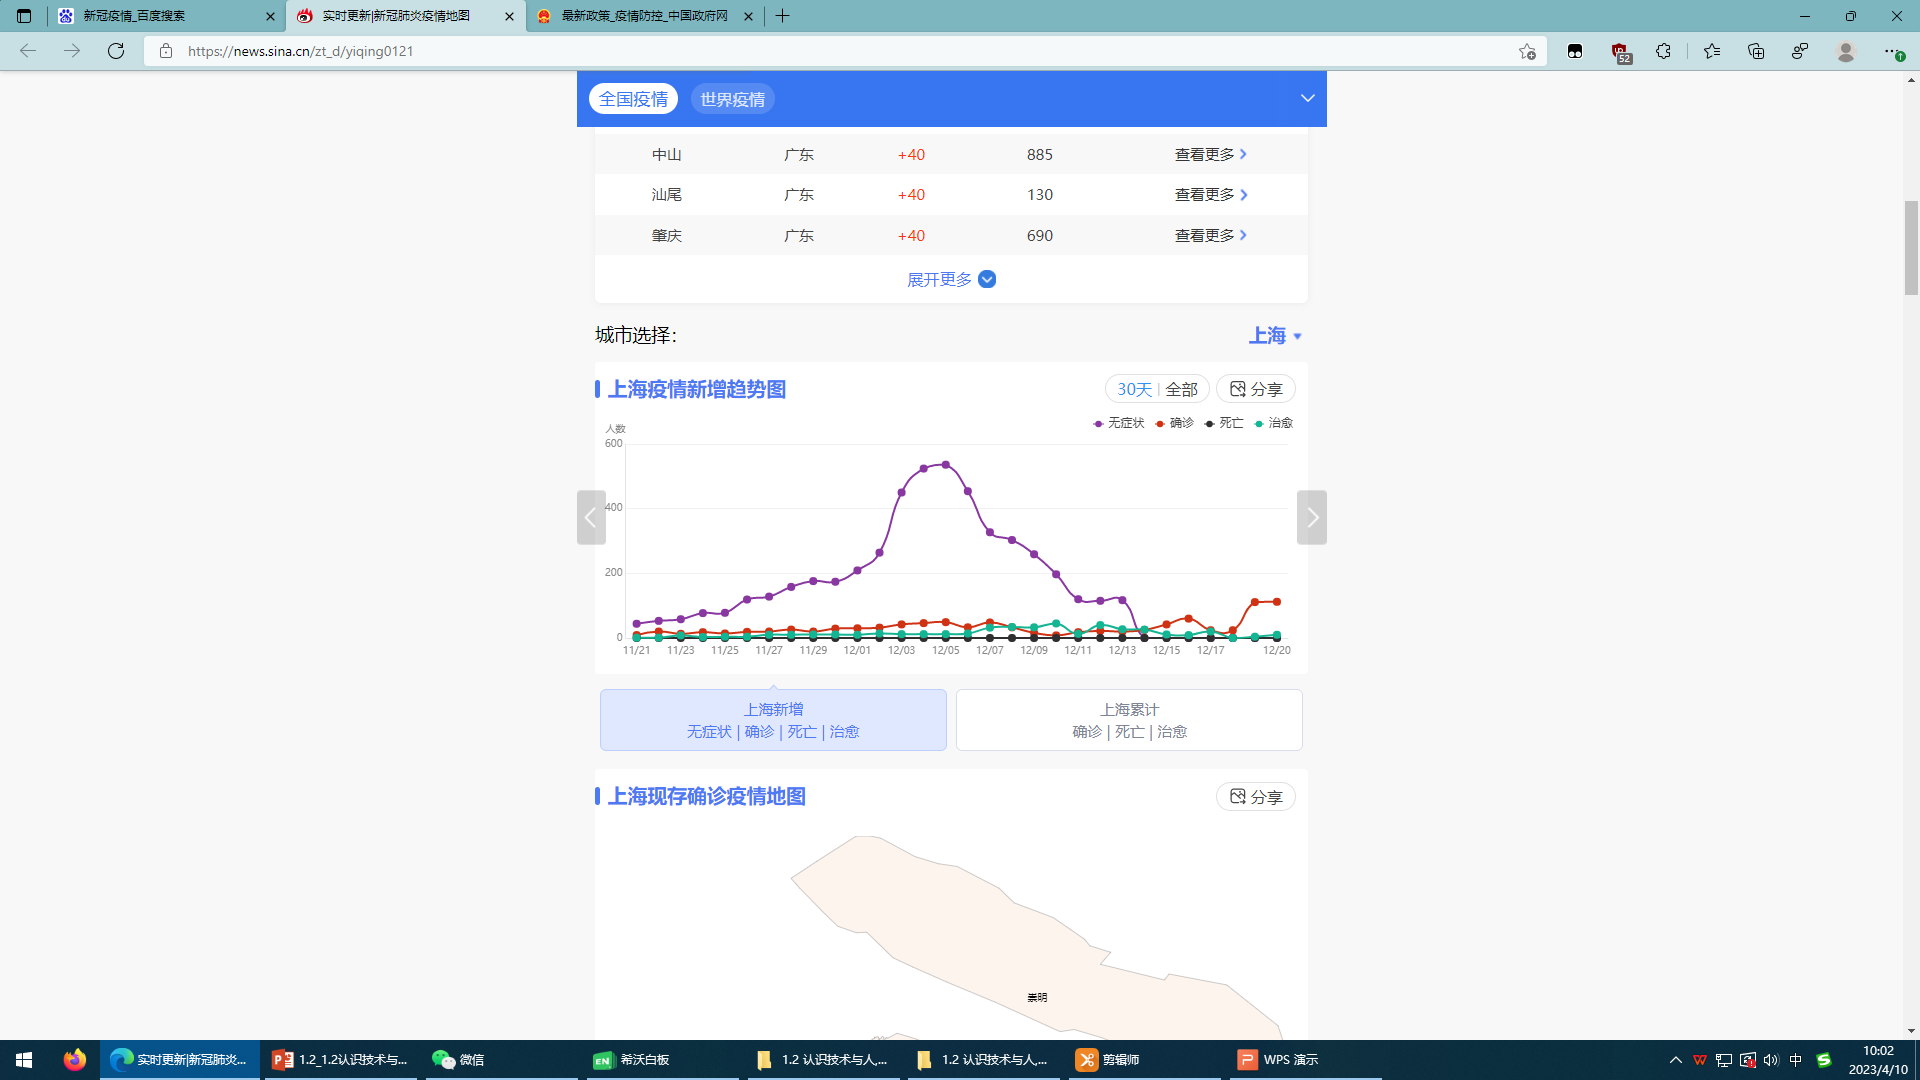 新冠疫情_百度搜索
实时更新|新冠肺炎疫情地图
最新政策_疫情防控_中国政府网
https://news.sina.cn/zt_d/yiqing0121
52
全国疫情
世界疫情
中山 广东 +40 885 查看更多
汕尾 广东 +40 130 查看更多
肇庆 广东 +40 690 查看更多
展开更多
城市选择：
上海
上海疫情新增趋势图
30天 | 全部
分享
无症状 确诊 死亡 治愈
人数
600
400
200
0
11/21 11/23 11/25 11/27 11/29 12/01 12/03 12/05 12/07 12/09 12/11 12/13 12/15 12/17 12/20
上海新增
无症状 | 确诊 | 死亡 | 治愈
上海累计
确诊 | 死亡 | 治愈
上海现存确诊疫情地图
分享
崇明
实时更新|新冠肺炎...
1.2_1.2认识技术与...
微信
EN
希沃白板
1.2 认识技术与人,...
1.2 认识技术与人,...
剪辑师
WPS 演示
中
10:02
2023/4/10